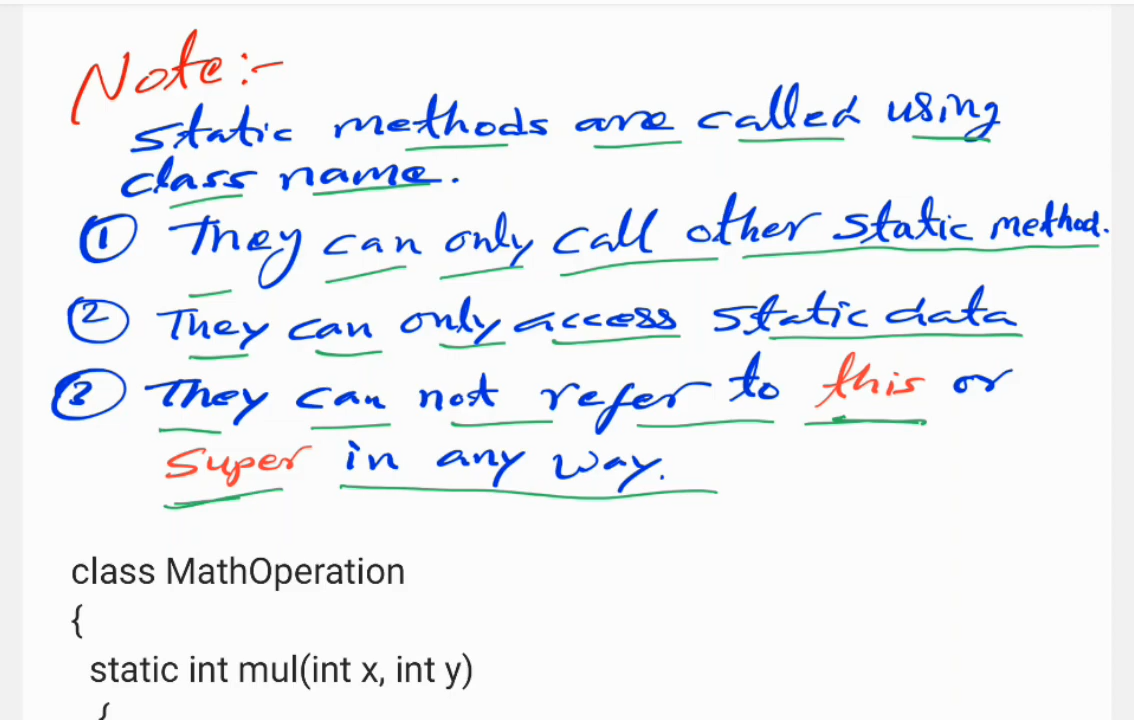 Note :-
static methods are called using
class name.
① They can only call other static method.
② They can only access static data
③ They can not refer to this or
super in any way.
class MathOperation
{
static int mul(int x, int y)
{